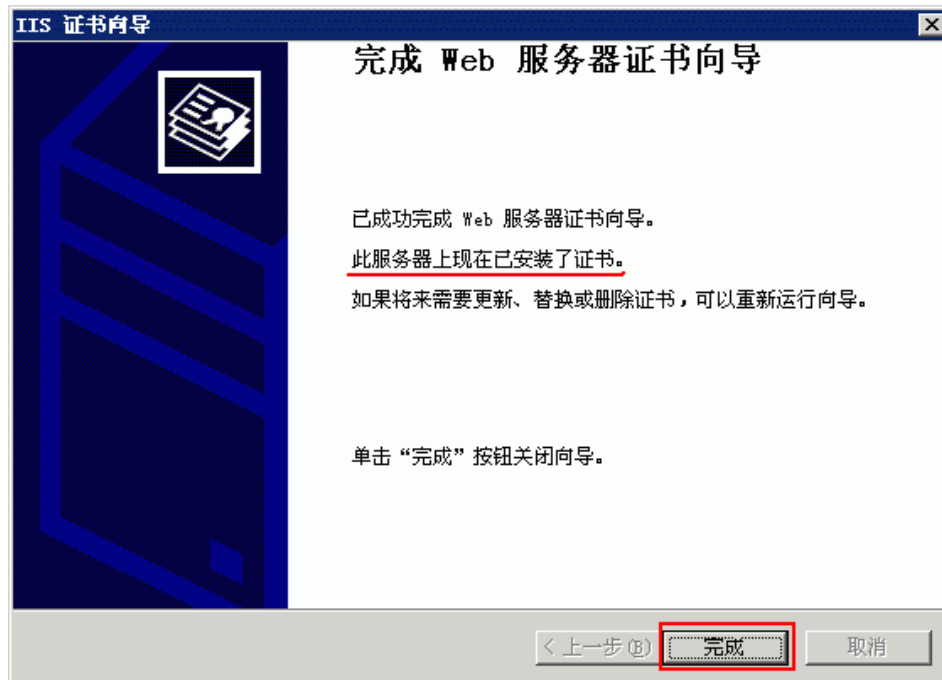 IIS 证书向导
完成 Web 服务器证书向导
已成功完成 Web 服务器证书向导。
此服务器上现在已安装了证书。
如果将来需要更新、替换或删除证书，可以重新运行向导。
单击“完成”按钮关闭向导。
< 上一步(B) 完成 取消